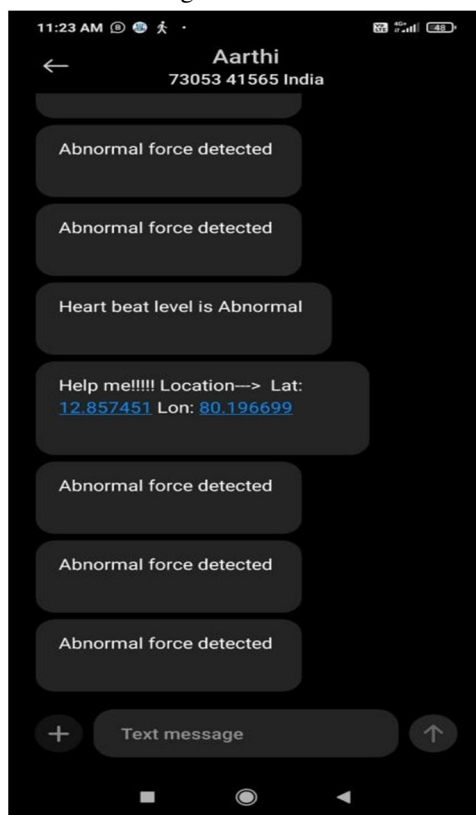 11:23 AM
4G+
48
Aarthi
73053 41565 India
Abnormal force detected
Abnormal force detected
Heart beat level is Abnormal
Help me!!!!! Location---> Lat:
12.857451 Lon: 80.196699
Abnormal force detected
Abnormal force detected
Abnormal force detected
Text message